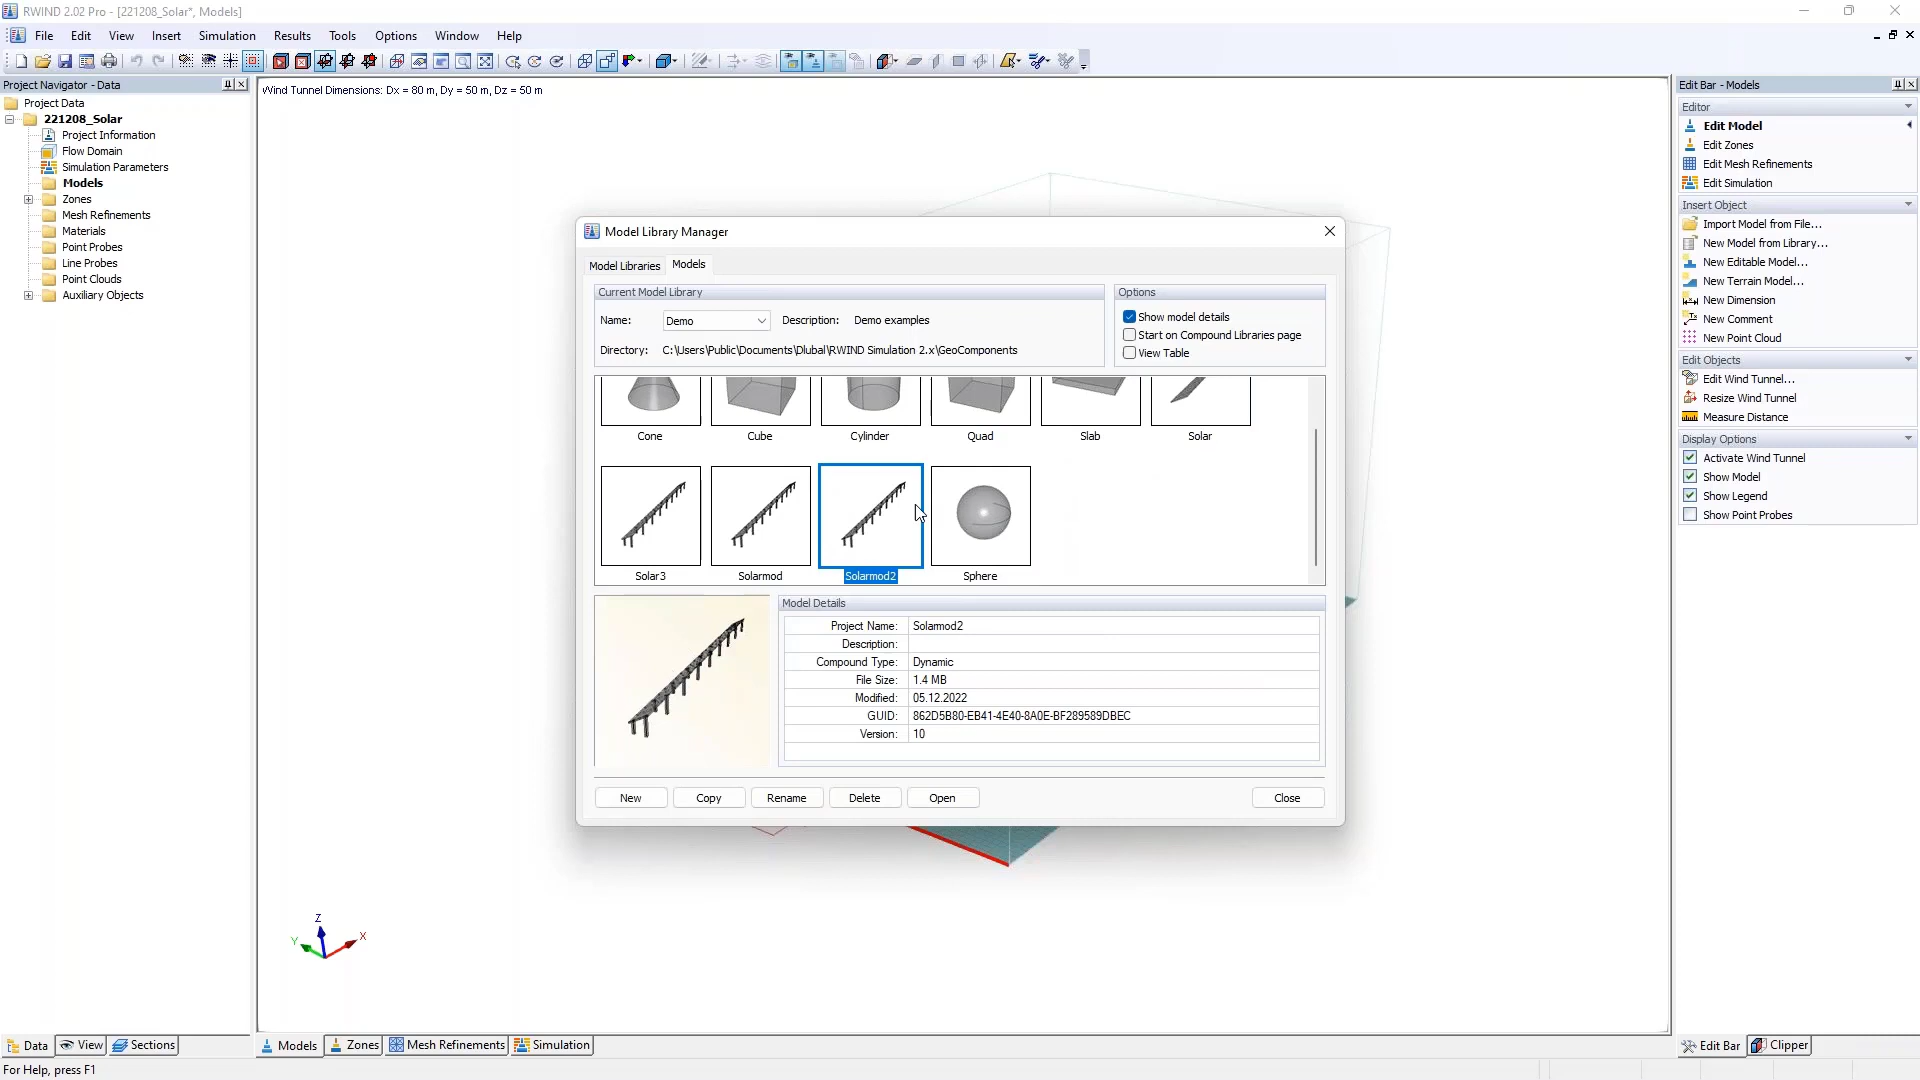 RWIND 2.02 Pro - [221208_Solar*, Models]
File Edit View Insert Simulation Results Tools Options Window Help
Project Navigator - Data
Project Data
221208_Solar
Project Information
Flow Domain
Simulation Parameters
Models
Zones
Mesh Refinements
Materials
Point Probes
Line Probes
Point Clouds
Auxiliary Objects
Wind Tunnel Dimensions: Dx = 80 m, Dy = 50 m, Dz = 50 m
Model Library Manager
Model Libraries Models
Current Model Library
Name: Demo Description: Demo examples
Directory: C:\Users\Public\Documents\Dlubal\RWIND Simulation 2.x\GeoComponents
Options
Show model details
Start on Compound Libraries page
View Table
Cone Cube Cylinder Quad Slab Solar
Solar3 Solarmod Solarmod2 Sphere
Model Details
Project Name: Solarmod2
Description:
Compound Type: Dynamic
File Size: 1.4 MB
Modified: 05.12.2022
GUID: 862D5B80-EB41-4E40-8A0E-BF289589DBEC
Version: 10
New Copy Rename Delete Open Close
Z
Y
X
Edit Bar - Models
Editor
Edit Model
Edit Zones
Edit Mesh Refinements
Edit Simulation
Insert Object
Import Model from File...
New Model from Library...
New Editable Model...
New Terrain Model...
New Dimension
New Comment
New Point Cloud
Edit Objects
Edit Wind Tunnel...
Resize Wind Tunnel
Measure Distance
Display Options
Activate Wind Tunnel
Show Model
Show Legend
Show Point Probes
Data View Sections
Models Zones Mesh Refinements Simulation
Edit Bar Clipper
For Help, press F1